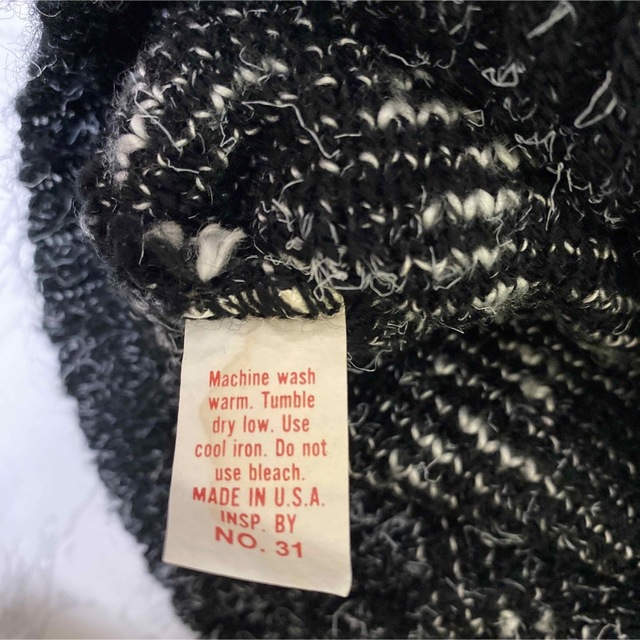 Machine wash
warm. Tumble
dry low. Use
cool iron. Do not
use bleach.
MADE IN U.S.A.
INSP. BY
NO. 31